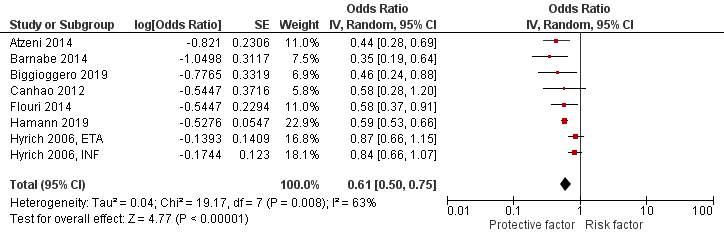 Odds Ratio Odds Ratio
Study or Subgroup log[Odds Ratio] SE Weight IV, Random, 95% CI IV, Random, 95% CI
Atzeni 2014 -0.821 0.2306 11.0% 0.44 [0.28, 0.69]
Barnabe 2014 -1.0498 0.3117 7.5% 0.35 [0.19, 0.64]
Biggioggero 2019 -0.7765 0.3319 6.9% 0.46 [0.24, 0.88]
Canhao 2012 -0.5447 0.3716 5.8% 0.58 [0.28, 1.20]
Flouri 2014 -0.5447 0.2294 11.0% 0.58 [0.37, 0.91]
Hamann 2019 -0.5276 0.0547 22.9% 0.59 [0.53, 0.66]
Hyrich 2006, ETA -0.1393 0.1409 16.8% 0.87 [0.66, 1.15]
Hyrich 2006, INF -0.1744 0.123 18.1% 0.84 [0.66, 1.07]
Total (95% CI) 100.0% 0.61 [0.50, 0.75]
Heterogeneity: Tau² = 0.04; Chi² = 19.17, df = 7 (P = 0.008); I² = 63%
Test for overall effect: Z = 4.77 (P < 0.00001)
0.01 0.1 1 10 100
Protective factor Risk factor